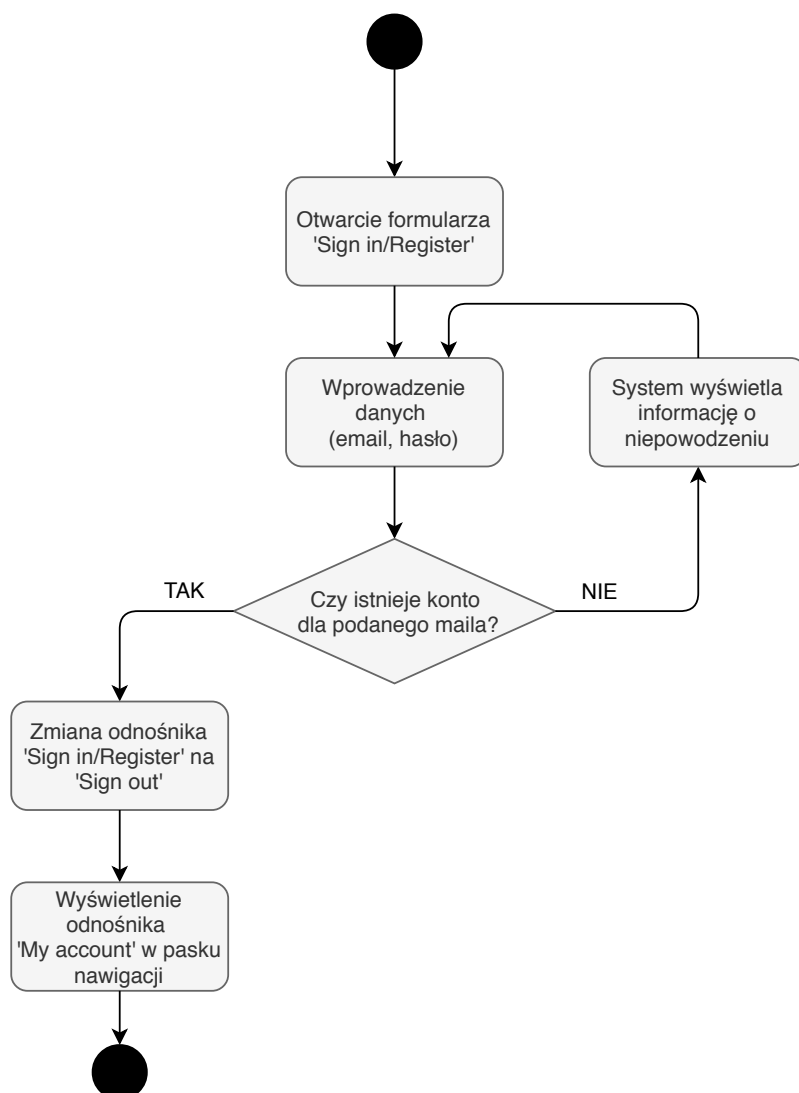 Otwarcie formularza
'Sign in/Register'
Wprowadzenie
danych
(email, hasło)
System wyświetla
informację o
niepowodzeniu
TAK
Czy istnieje konto
dla podanego maila?
NIE
Zmiana odnośnika
'Sign in/Register' na
'Sign out'
Wyświetlenie
odnośnika
'My account' w pasku
nawigacji